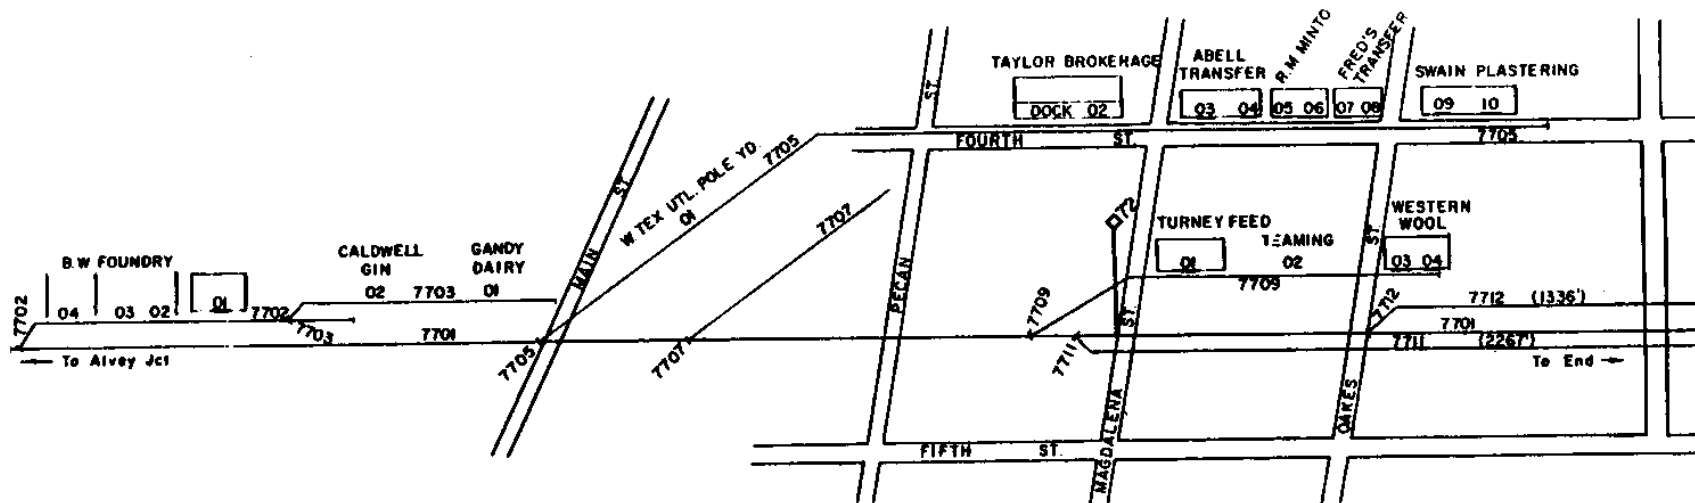 TAYLOR BROKERAGE
DOCK 02
ABELL
TRANSFER
03 04
R.M MINTO
05 06
FRED'S
TRANSFER
07 08
SWAIN PLASTERING
09 10
ST.
FOURTH ST.
7705
W. TEX UTL. POLE YD. 7705
01
MAIN ST.
7707
PECAN
72
TURNEY FEED
01
TEAMING
02
7709
WESTERN
WOOL
03 04
ST.
B.W FOUNDRY
04 03 02 01
7702
7702
CALDWELL
GIN
02 7703 01
GANDY
DAIRY
7703
7701
7705
7707
7709
7711
ST.
7712
7712 (1336')
7701
7711 (2267')
To Alvey Jct
To End
MAGDALENA
OAKES
FIFTH ST.